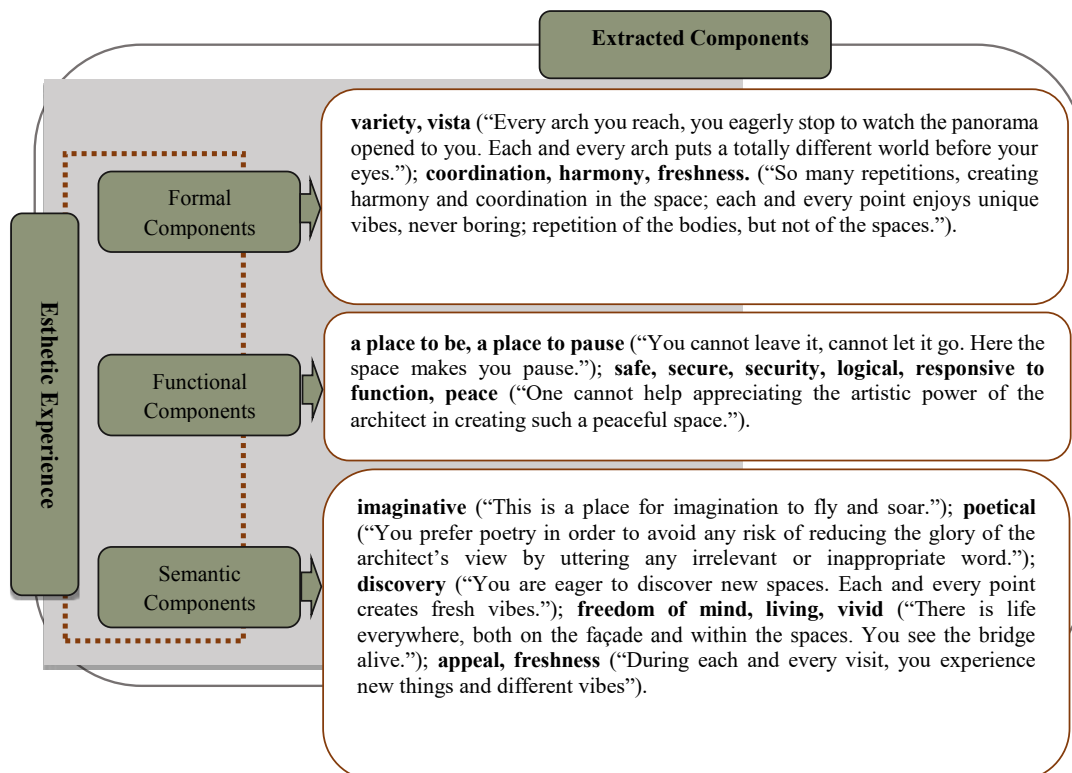 Extracted Components
Esthetic Experience
Formal
Components
variety, vista (“Every arch you reach, you eagerly stop to watch the panorama
opened to you. Each and every arch puts a totally different world before your
eyes.”); coordination, harmony, freshness. (“So many repetitions, creating
harmony and coordination in the space; each and every point enjoys unique
vibes, never boring; repetition of the bodies, but not of the spaces.”).
Functional
Components
a place to be, a place to pause (“You cannot leave it, cannot let it go. Here the
space makes you pause.”); safe, secure, security, logical, responsive to
function, peace (“One cannot help appreciating the artistic power of the
architect in creating such a peaceful space.”).
Semantic
Components
imaginative (“This is a place for imagination to fly and soar.”); poetical
(“You prefer poetry in order to avoid any risk of reducing the glory of the
architect’s view by uttering any irrelevant or inappropriate word.”);
discovery (“You are eager to discover new spaces. Each and every point
creates fresh vibes.”); freedom of mind, living, vivid (“There is life
everywhere, both on the façade and within the spaces. You see the bridge
alive.”); appeal, freshness (“During each and every visit, you experience
new things and different vibes”).